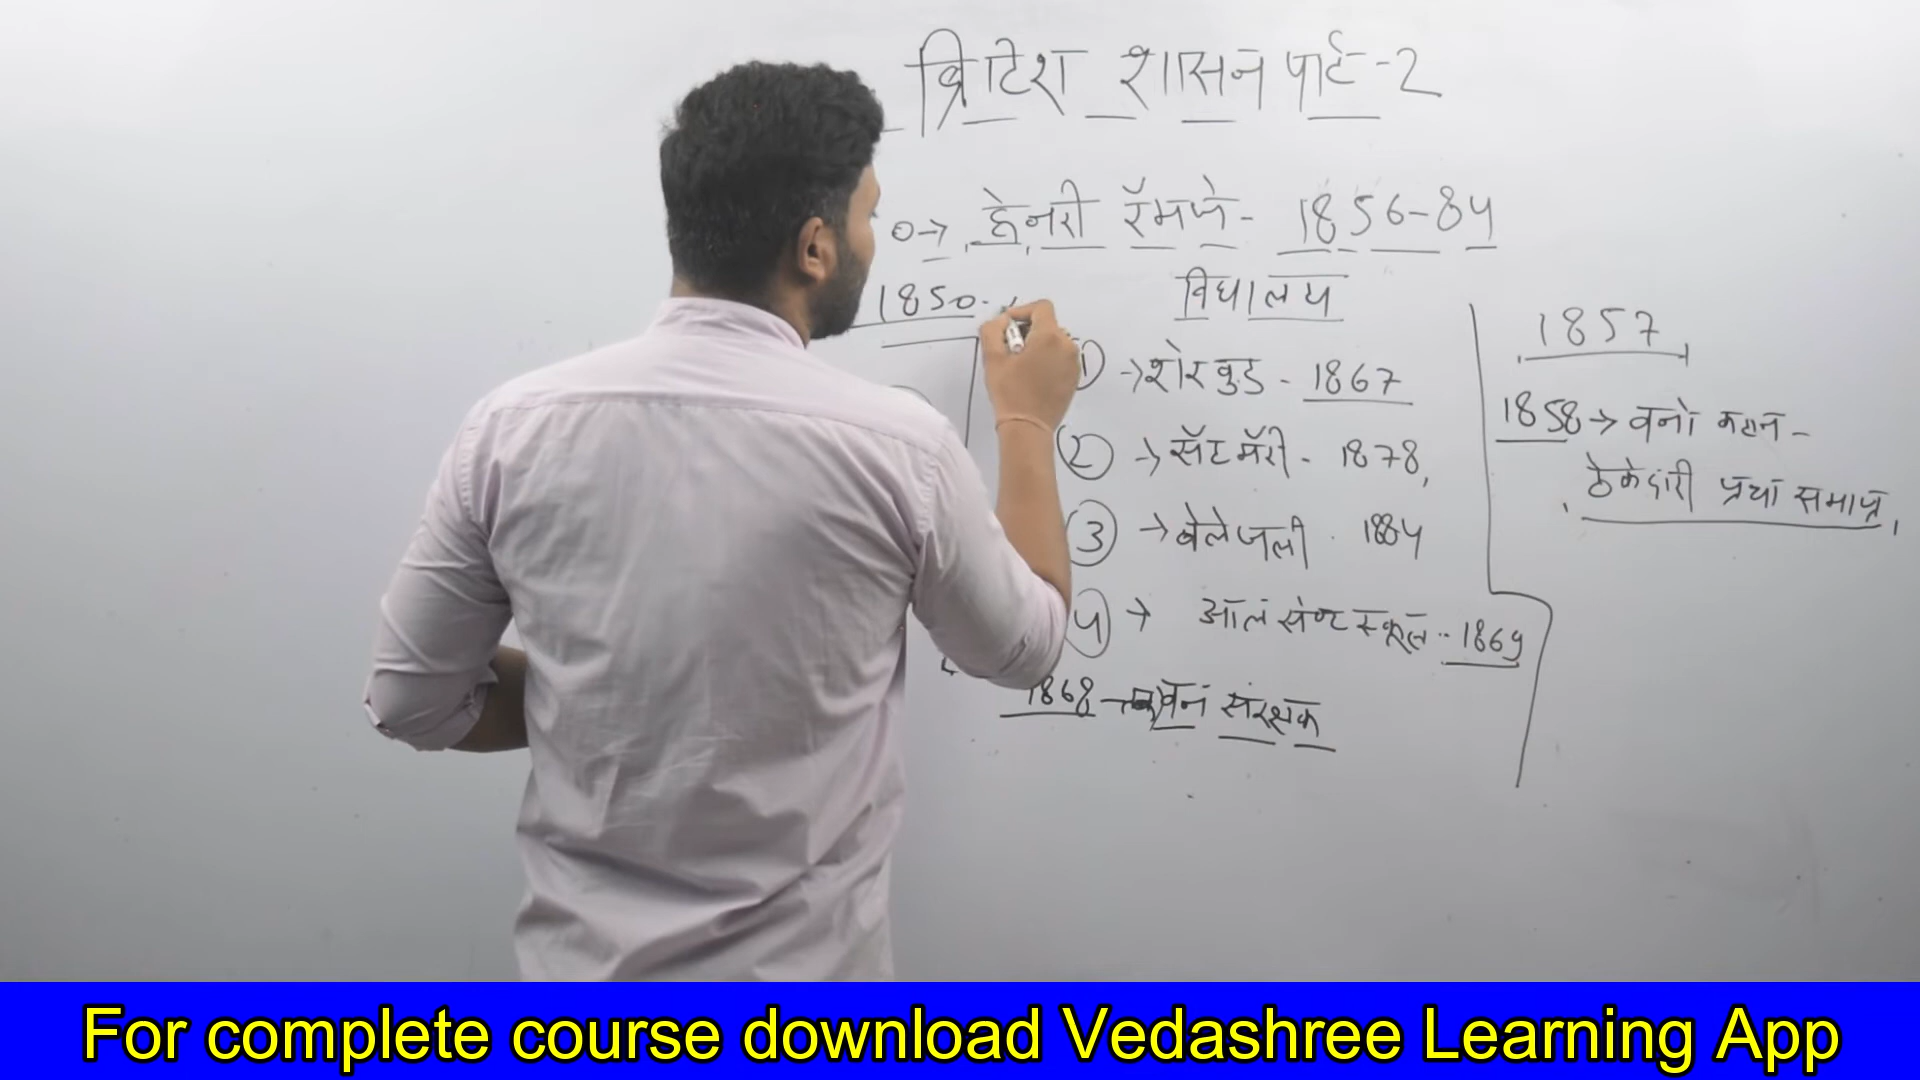 ब्रिटिश शासन पार्ट-2
0→ हेनरी रैमजे - 1856-84
1850-
विद्यालय
① → शेरवुड - 1867
② → सेंट मैरी - 1878,
③ → वेलेजली · 1884
4 → ऑल सेण्ट स्कूल -- 1869
1868 → वन संरक्षक
1857
1858 → वनो कटान -
ठेकेदारी प्रथा समाप्त,
For complete course download Vedashree Learning App